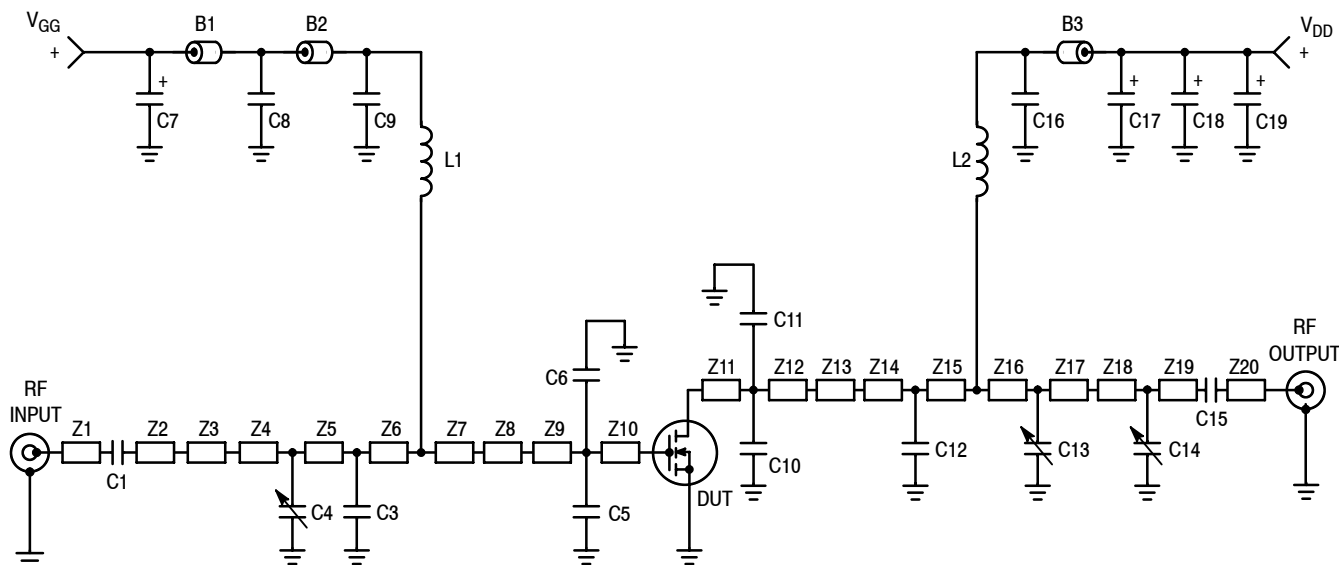 VGG
+
B1
B2
B3
VDD
+
+
C7
C8
C9
C16
+
C17
+
C18
+
C19
L1
L2
C11
C6
RF
INPUT
Z1
C1
Z2
Z3
Z4
Z5
Z6
Z7
Z8
Z9
Z10
Z11
Z12
Z13
Z14
Z15
Z16
Z17
Z18
Z19
C15
Z20
RF
OUTPUT
C4
C3
C5
DUT
C10
C12
C13
C14